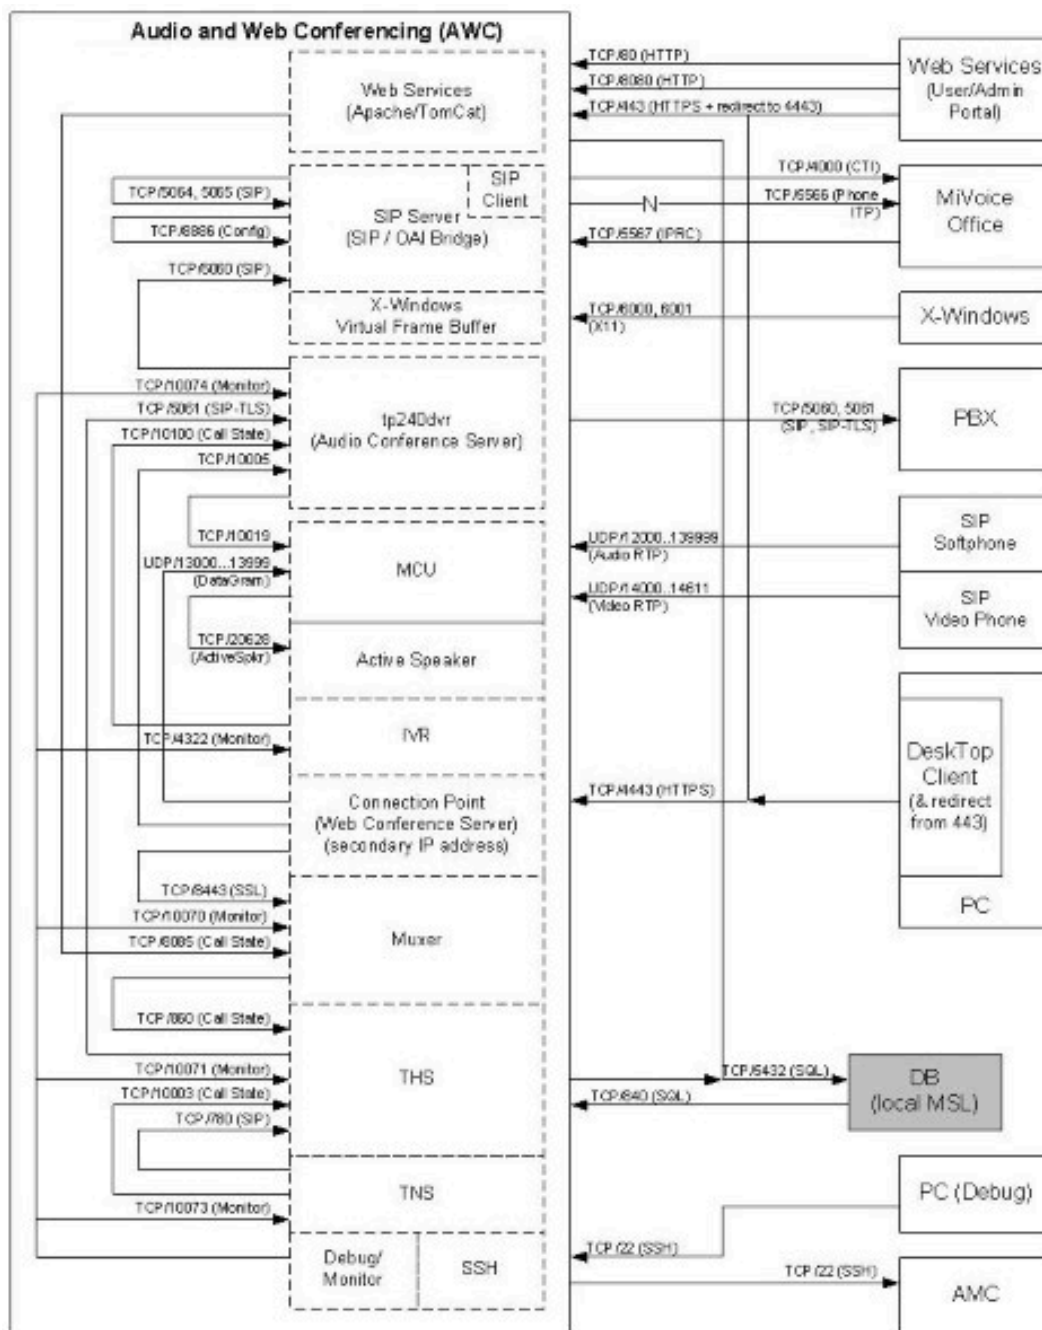 Audio and Web Conferencing (AWC)
Web Services
(Apache/TomCat)
TCP/5064, 5065 (SIP)
TCP/8886 (Config)
SIP
Client
SIP Server
(SIP / OAI Bridge)
TCP/5060 (SIP)
X-Windows
Virtual Frame Buffer
TCP/10074 (Monitor)
TCP/5061 (SIP-TLS)
TCP/10100 (Call State)
TCP/10005
tp240dvr
(Audio Conference Server)
TCP/10019
UDP/13000...13999
(DataGram)
MCU
TCP/20628
(ActiveSpkr)
Active Speaker
IVR
TCP/4322 (Monitor)
Connection Point
(Web Conference Server)
(secondary IP address)
TCP/8443 (SSL)
TCP/10070 (Monitor)
TCP/8085 (Call State)
Muxer
TCP/860 (Call State)
THS
TCP/10071 (Monitor)
TCP/10003 (Call State)
TCP/780 (SIP)
TNS
TCP/10073 (Monitor)
Debug/
Monitor
SSH
TCP/80 (HTTP)
TCP/8080 (HTTP)
TCP/443 (HTTPS + redirect to 4443)
Web Services
(User/Admin
Portal)
TCP/4000 (CTI)
N
TCP/5566 (Phone
ITP)
TCP/5567 (IPRC)
MiVoice
Office
TCP/6000, 6001
(X11)
X-Windows
TCP/5060, 5061
(SIP, SIP-TLS)
PBX
UDP/12000..139999
(Audio RTP)
SIP
Softphone
UDP/14000..14611
(Video RTP)
SIP
Video Phone
TCP/4443 (HTTPS)
DeskTop
Client
(& redirect
from 443)
PC
TCP/5432 (SQL)
TCP/840 (SQL)
DB
(local MSL)
PC (Debug)
TCP/22 (SSH)
TCP/22 (SSH)
AMC